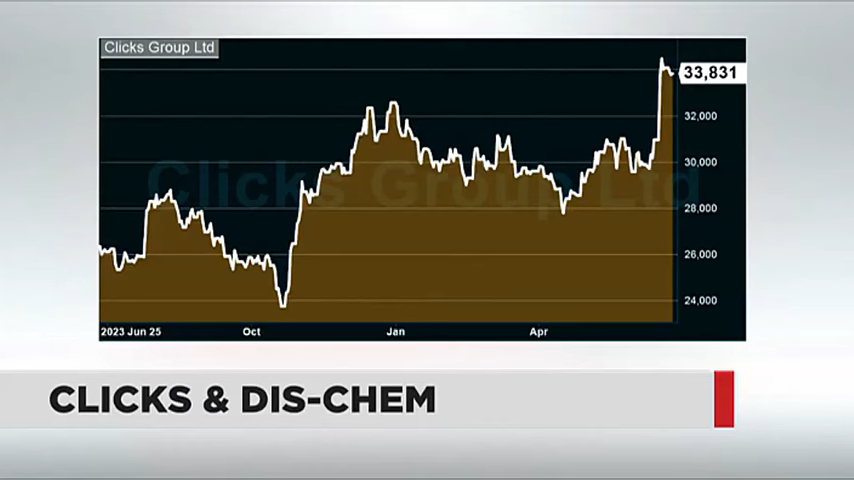 Clicks Group Ltd
33,831
32,000
30,000
Clicks Group Ltd
28,000
26,000
24,000
2023 Jun 25 Oct Jan Apr
CLICKS & DIS-CHEM